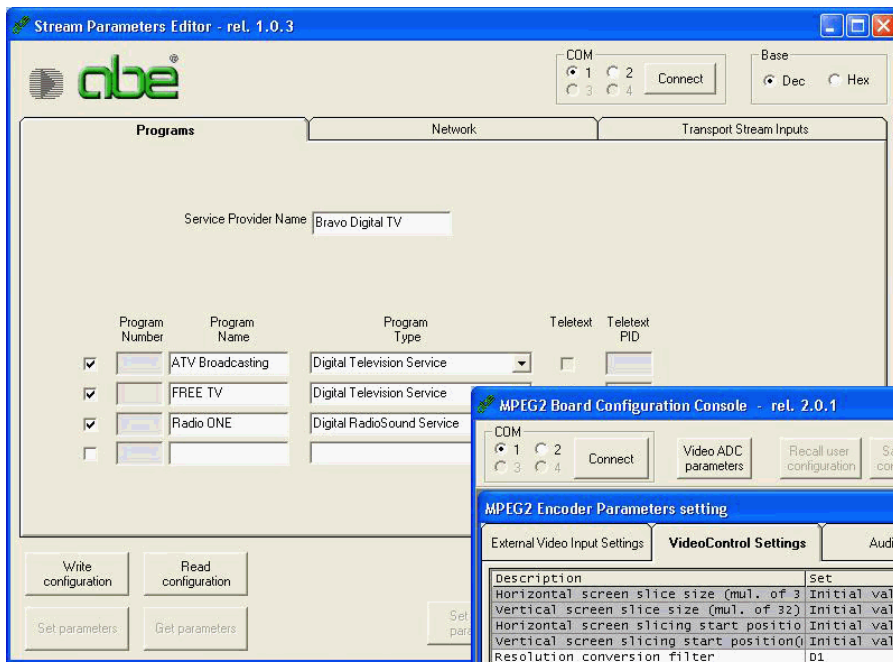 Stream Parameters Editor - rel. 1.0.3
abe®
COM
1 2
3 4
Connect
Base
Dec Hex
Programs
Network
Transport Stream Inputs
Service Provider Name
Bravo Digital TV
Program Number
Program Name
Program Type
Teletext
Teletext PID
ATV Broadcasting
Digital Television Service
FREE TV
Digital Television Service
Radio ONE
Digital RadioSound Service
Write configuration
Read configuration
Set parameters
Get parameters
Set
para
MPEG2 Board Configuration Console - rel. 2.0.1
COM
1 2
3 4
Connect
Video ADC parameters
Recall user configuration
Sa
con
MPEG2 Encoder Parameters setting
External Video Input Settings
VideoControl Settings
Audi
Description Set
Horizontal screen slice size (mul. of 3 Initial val
Vertical screen slice size (mul. of 32) Initial val
Horizontal screen slicing start positio Initial val
Vertical screen slicing start position( Initial val
Resolution conversion filter D1